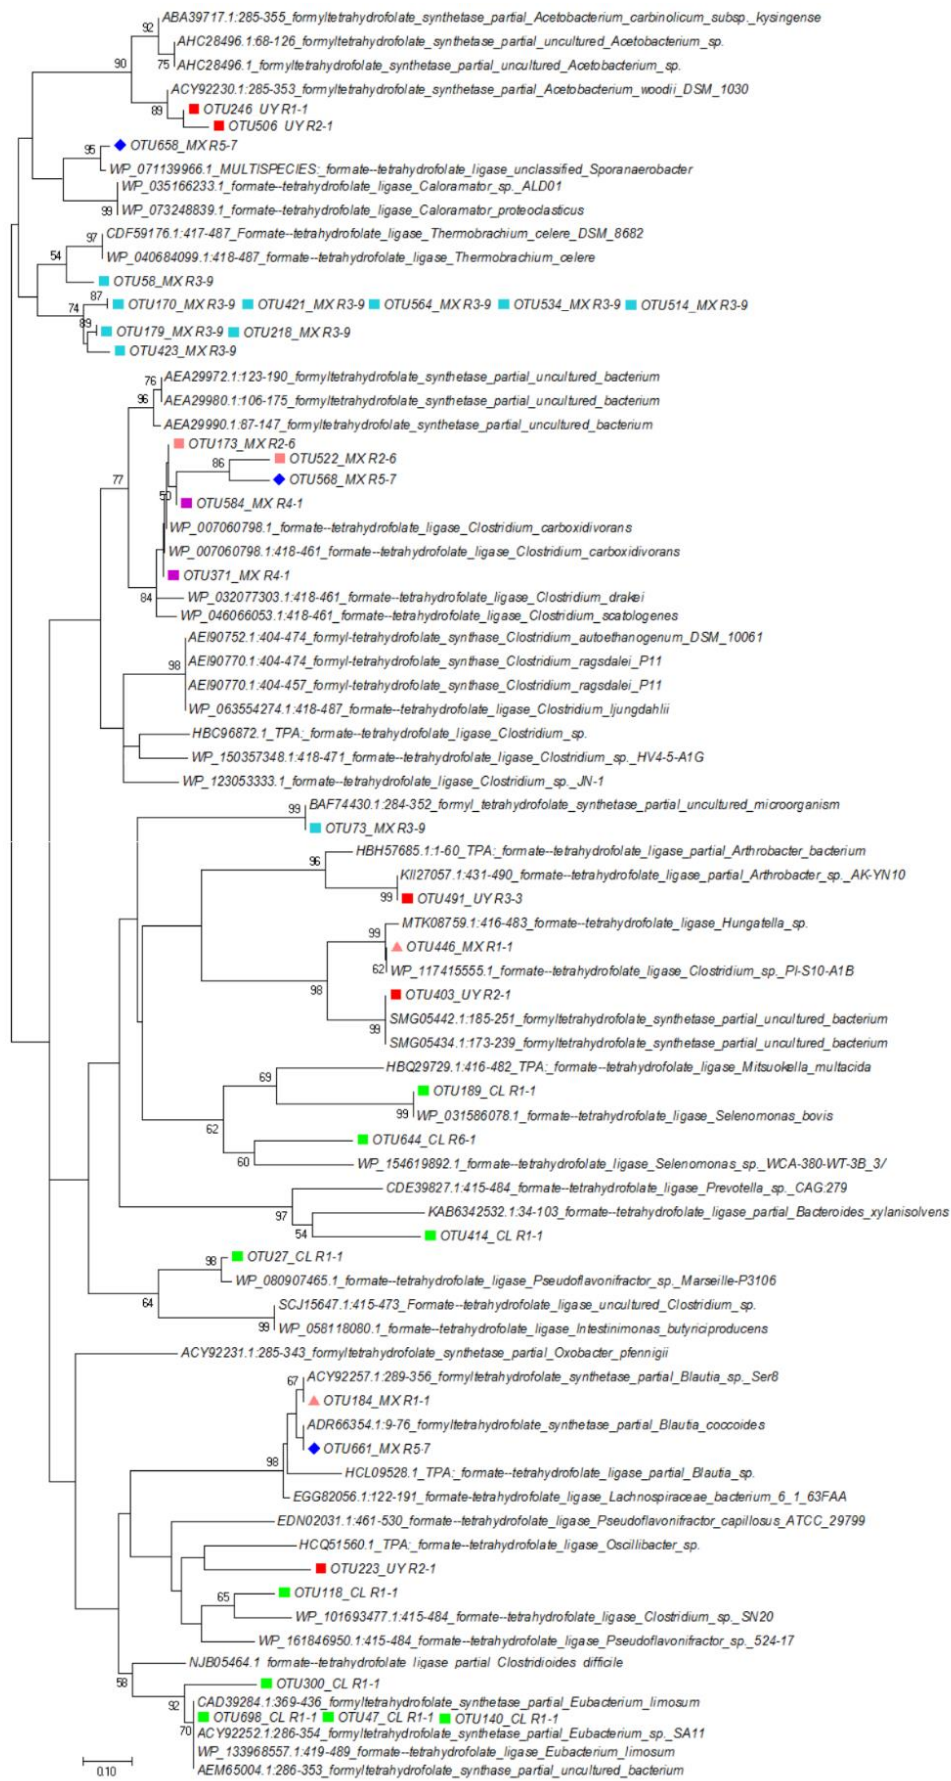 ABA39717.1:285-355_formyltetrahydrofolate_synthetase_partial_Acetobacterium_carbinolicum_subsp._kysingense
92
AHC28496.1:68-126_formyltetrahydrofolate_synthetase_partial_uncultured_Acetobacterium_sp.
75
AHC28496.1_formyltetrahydrofolate_synthetase_partial_uncultured_Acetobacterium_sp.
90
ACY92230.1:285-353_formyltetrahydrofolate_synthetase_partial_Acetobacterium_woodii_DSM_1030
89
OTU246_UY R1-1
OTU506_UY R2-1
95
OTU658_MX R5-7
WP_071139966.1_MULTISPECIES:_formate--tetrahydrofolate_ligase_unclassified_Sporanaerobacter
WP_035166233.1_formate--tetrahydrofolate_ligase_Caloramator_sp._ALD01
99
WP_073248839.1_formate--tetrahydrofolate_ligase_Caloramator_proteoclasticus
97
CDF59176.1:417-487_Formate--tetrahydrofolate_ligase_Thermobrachium_celere_DSM_8682
54
WP_040684099.1:418-487_formate--tetrahydrofolate_ligase_Thermobrachium_celere
OTU58_MX R3-9
87
74
OTU170_MX R3-9 OTU421_MX R3-9 OTU564_MX R3-9 OTU534_MX R3-9 OTU514_MX R3-9
89
OTU179_MX R3-9 OTU218_MX R3-9
OTU423_MX R3-9
76
AEA29972.1:123-190_formyltetrahydrofolate_synthetase_partial_uncultured_bacterium
96
AEA29980.1:106-175_formyltetrahydrofolate_synthetase_partial_uncultured_bacterium
AEA29990.1:87-147_formyltetrahydrofolate_synthetase_partial_uncultured_bacterium
OTU173_MX R2-6
86
OTU522_MX R2-6
77
OTU568_MX R5-7
50
OTU584_MX R4-1
WP_007060798.1_formate--tetrahydrofolate_ligase_Clostridium_carboxidivorans
WP_007060798.1:418-461_formate--tetrahydrofolate_ligase_Clostridium_carboxidivorans
OTU371_MX R4-1
84
WP_032077303.1:418-461_formate--tetrahydrofolate_ligase_Clostridium_drakei
WP_046066053.1:418-461_formate--tetrahydrofolate_ligase_Clostridium_scatologenes
AEI90752.1:404-474_formyl-tetrahydrofolate_synthase_Clostridium_autoethanogenum_DSM_10061
98
AEI90770.1:404-474_formyl-tetrahydrofolate_synthase_Clostridium_ragsdalei_P11
AEI90770.1:404-457_formyl-tetrahydrofolate_synthase_Clostridium_ragsdalei_P11
WP_063554274.1:418-487_formate--tetrahydrofolate_ligase_Clostridium_ljungdahlii
HBC96872.1_TPA:_formate--tetrahydrofolate_ligase_Clostridium_sp.
WP_150357348.1:418-471_formate--tetrahydrofolate_ligase_Clostridium_sp._HV4-5-A1G
WP_123053333.1_formate--tetrahydrofolate_ligase_Clostridium_sp._JN-1
99
BAF74430.1:284-352_formyl_tetrahydrofolate_synthetase_partial_uncultured_microorganism
OTU73_MX R3-9
96
HBH57685.1:1-60_TPA:_formate--tetrahydrofolate_ligase_partial_Arthrobacter_bacterium
KII27057.1:431-490_formate--tetrahydrofolate_ligase_partial_Arthrobacter_sp._AK-YN10
99
OTU491_UY R3-3
99
MTK08759.1:416-483_formate--tetrahydrofolate_ligase_Hungatella_sp.
OTU446_MX R1-1
62
WP_117415555.1_formate--tetrahydrofolate_ligase_Clostridium_sp._PI-S10-A1B
98
OTU403_UY R2-1
99
SMG05442.1:185-251_formyltetrahydrofolate_synthetase_partial_uncultured_bacterium
SMG05434.1:173-239_formyltetrahydrofolate_synthetase_partial_uncultured_bacterium
69
HBQ29729.1:416-482_TPA:_formate--tetrahydrofolate_ligase_Mitsuokella_multacida
OTU189_CL R1-1
99
WP_031586078.1_formate--tetrahydrofolate_ligase_Selenomonas_bovis
62
OTU644_CL R6-1
60
WP_154619892.1_formate--tetrahydrofolate_ligase_Selenomonas_sp._WCA-380-WT-3B_3/
CDE39827.1:415-484_formate--tetrahydrofolate_ligase_Prevotella_sp._CAG:279
97
KAB6342532.1:34-103_formate--tetrahydrofolate_ligase_partial_Bacteroides_xylanisolvens
54
OTU414_CL R1-1
98
OTU27_CL R1-1
WP_080907465.1_formate--tetrahydrofolate_ligase_Pseudoflavonifractor_sp._Marseille-P3106
64
SCJ15647.1:415-473_Formate--tetrahydrofolate_ligase_uncultured_Clostridium_sp.
99
WP_058118080.1_formate--tetrahydrofolate_ligase_Intestinimonas_butyriciproducens
ACY92231.1:285-343_formyltetrahydrofolate_synthetase_partial_Oxobacter_pfennigii
67
ACY92257.1:289-356_formyltetrahydrofolate_synthetase_partial_Blautia_sp._Ser8
OTU184_MX R1-1
ADR66354.1:9-76_formyltetrahydrofolate_synthetase_partial_Blautia_coccoides
OTU661_MX R5-7
98
HCL09528.1_TPA:_formate--tetrahydrofolate_ligase_partial_Blautia_sp.
EGG82056.1:122-191_formate-tetrahydrofolate_ligase_Lachnospiraceae_bacterium_6_1_63FAA
EDN02031.1:461-530_formate--tetrahydrofolate_ligase_Pseudoflavonifractor_capillosus_ATCC_29799
HCQ51560.1_TPA:_formate--tetrahydrofolate_ligase_Oscillibacter_sp.
OTU223_UY R2-1
65
OTU118_CL R1-1
WP_101693477.1:415-484_formate--tetrahydrofolate_ligase_Clostridium_sp._SN20
WP_161846950.1:415-484_formate--tetrahydrofolate_ligase_Pseudoflavonifractor_sp._524-17
NJB05464.1_formate--tetrahydrofolate_ligase_partial_Clostridioides_difficile
58
OTU300_CL R1-1
92
CAD39284.1:369-436_formyltetrahydrofolate_synthetase_partial_Eubacterium_limosum
OTU698_CL R1-1 OTU47_CL R1-1 OTU140_CL R1-1
70
ACY92252.1:286-354_formyltetrahydrofolate_synthetase_partial_Eubacterium_sp._SA11
WP_133968557.1:419-489_formate--tetrahydrofolate_ligase_Eubacterium_limosum
AEM65004.1:286-353_formyltetrahydrofolate_synthase_partial_uncultured_bacterium
0.10